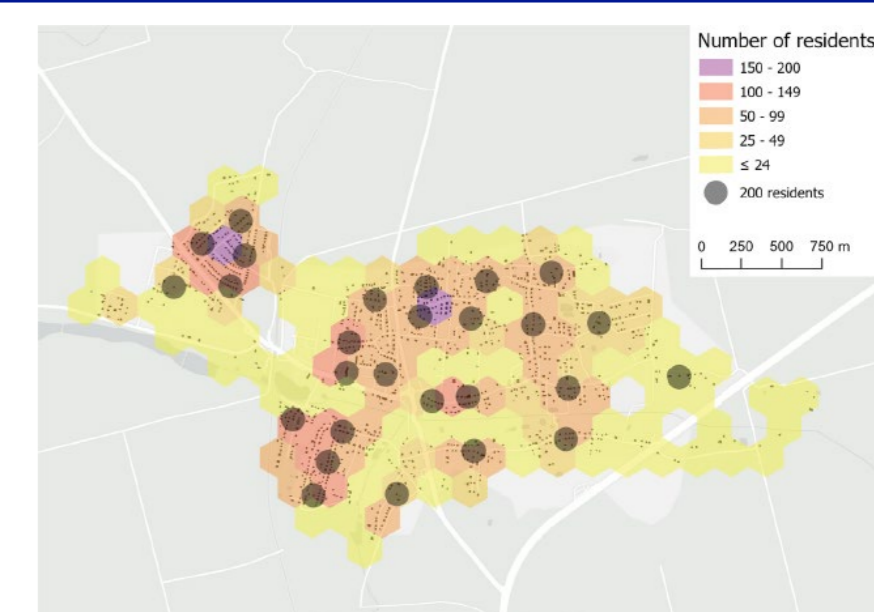 Number of residents
150 - 200
100 - 149
50 - 99
25 - 49
≤ 24
200 residents
0 250 500 750 m